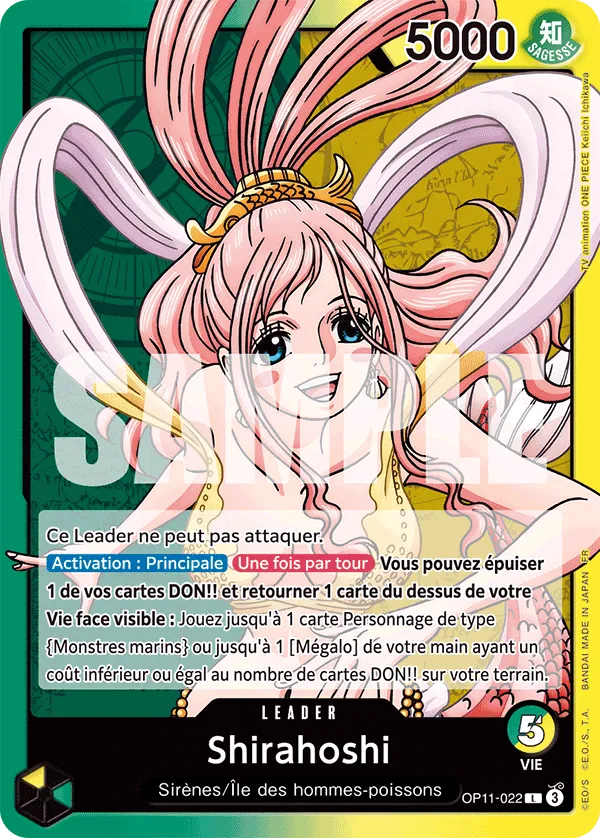 5000
知
SAGESSE
TV animation ONE PIECE Keiichi Ichikawa
SAMPLE
Ce Leader ne peut pas attaquer.
Activation : Principale Une fois par tour Vous pouvez épuiser
1 de vos cartes DON!! et retourner 1 carte du dessus de votre
Vie face visible : Jouez jusqu'à 1 carte Personnage de type
{Monstres marins} ou jusqu'à 1 [Mégalo] de votre main ayant un
coût inférieur ou égal au nombre de cartes DON!! sur votre terrain.
LEADER
Shirahoshi
Sirènes/Île des hommes-poissons
5
VIE
OP11-022 L 3
©E/S ©E.O./S., T.A. BANDAI MADE IN JAPAN ER